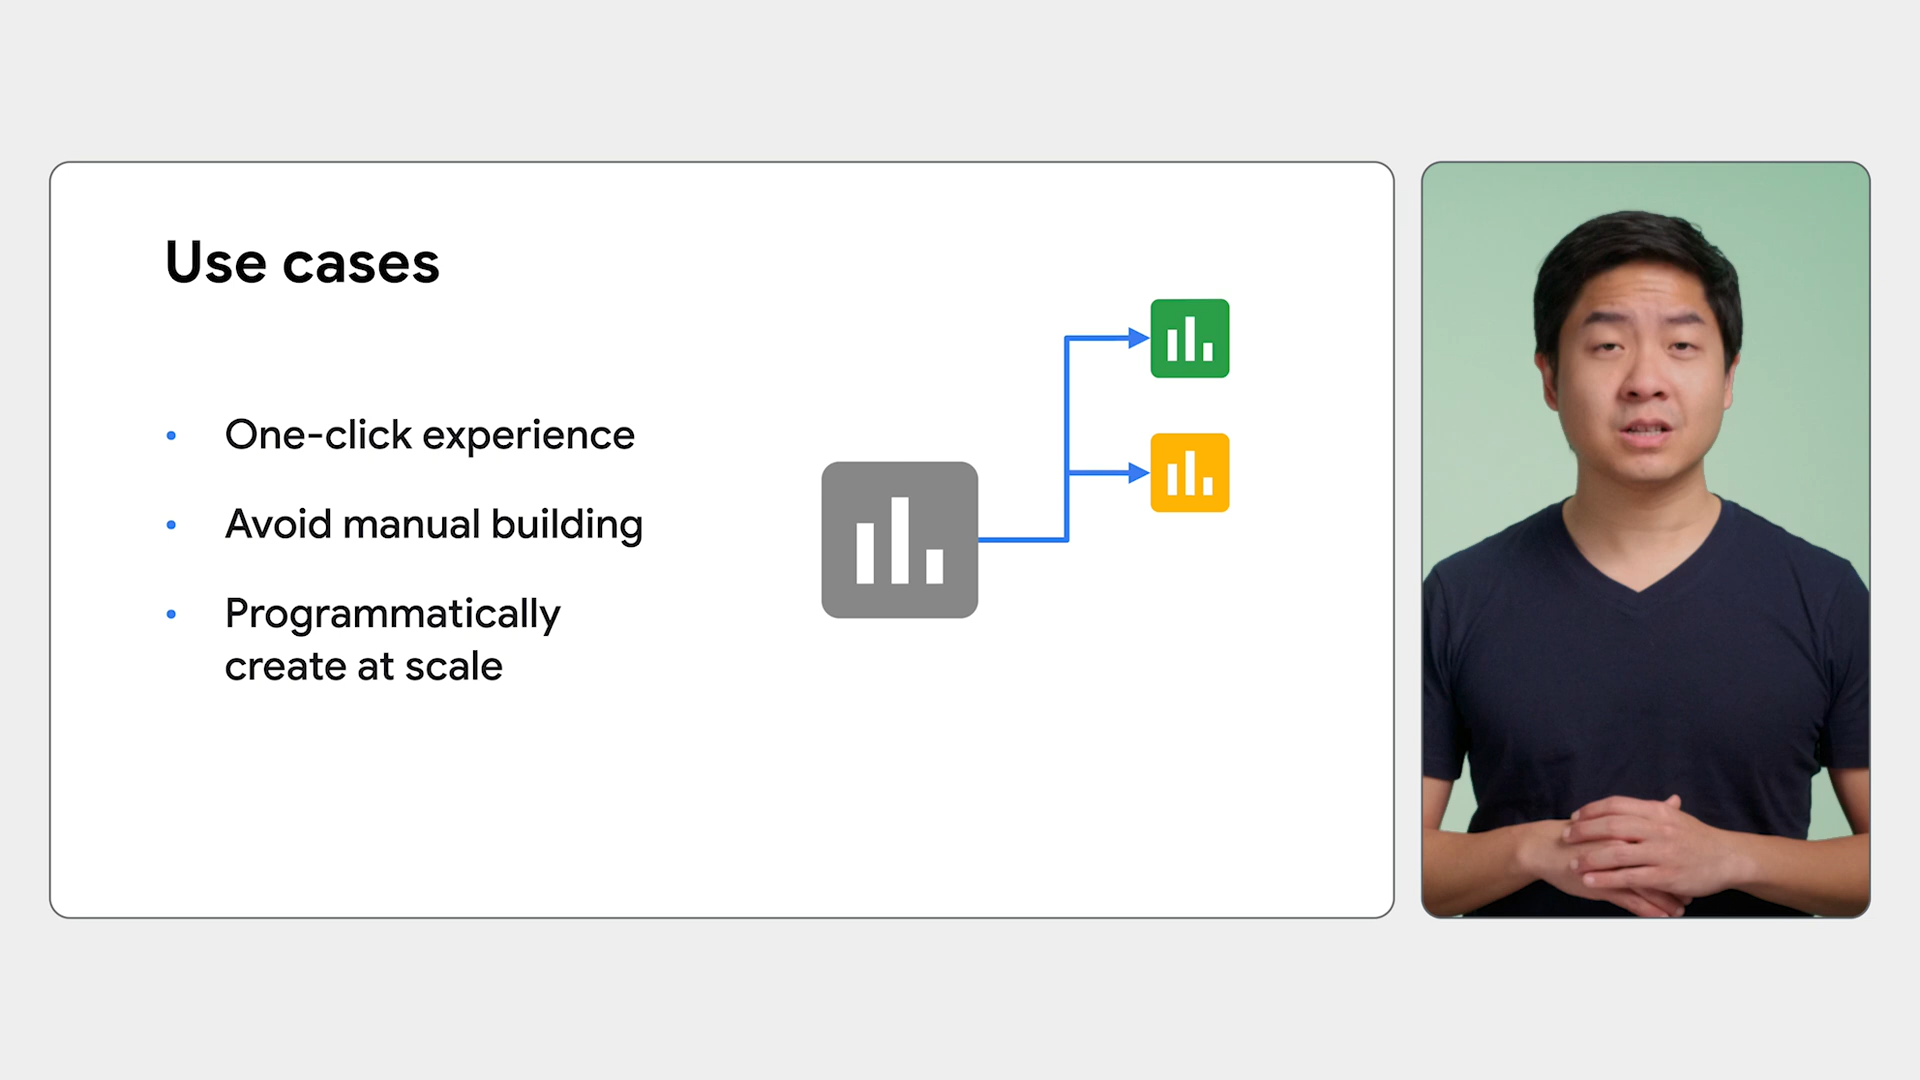 Use cases
• One-click experience
• Avoid manual building
• Programmatically
create at scale